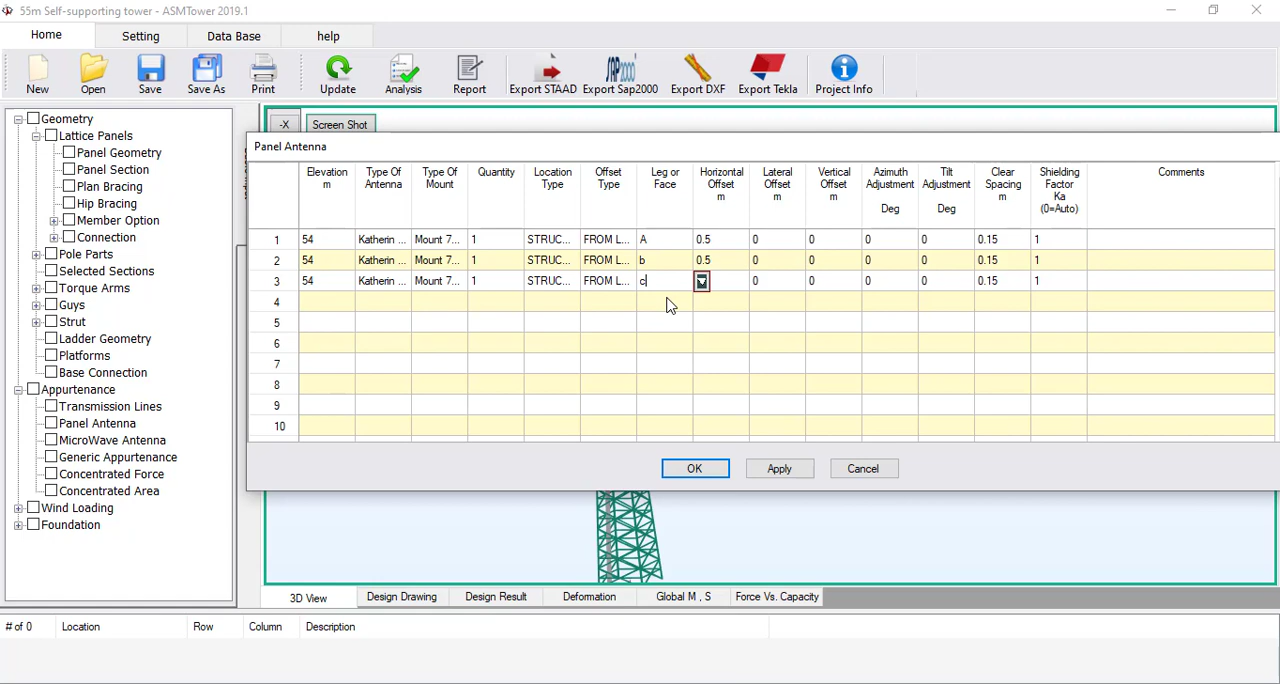 55m Self-supporting tower - ASMTower 2019.1
Home Setting Data Base help
New Open Save Save As Print Update Analysis Report Export STAAD Export Sap2000 Export DXF Export Tekla Project Info
SAP2000
Geometry
Lattice Panels
Panel Geometry
Panel Section
Plan Bracing
Hip Bracing
Member Option
Connection
Pole Parts
Selected Sections
Torque Arms
Guys
Strut
Ladder Geometry
Platforms
Base Connection
Appurtenance
Transmission Lines
Panel Antenna
MicroWave Antenna
Generic Appurtenance
Concentrated Force
Concentrated Area
Wind Loading
Foundation
-X Screen Shot
Panel Antenna
Elevation m Type Of Antenna Type Of Mount Quantity Location Type Offset Type Leg or Face Horizontal Offset m Lateral Offset m Vertical Offset m Azimuth Adjustment Deg Tilt Adjustment Deg Clear Spacing m Shielding Factor Ka (0=Auto) Comments
1 54 Katherin ... Mount 7... 1 STRUC... FROM L... A 0.5 0 0 0 0 0.15 1
2 54 Katherin ... Mount 7... 1 STRUC... FROM L... b 0.5 0 0 0 0 0.15 1
3 54 Katherin ... Mount 7... 1 STRUC... FROM L... c 0 0 0 0 0.15 1
4
5
6
7
8
9
10
OK Apply Cancel
3D View Design Drawing Design Result Deformation Global M , S Force Vs. Capacity
# of 0 Location Row Column Description